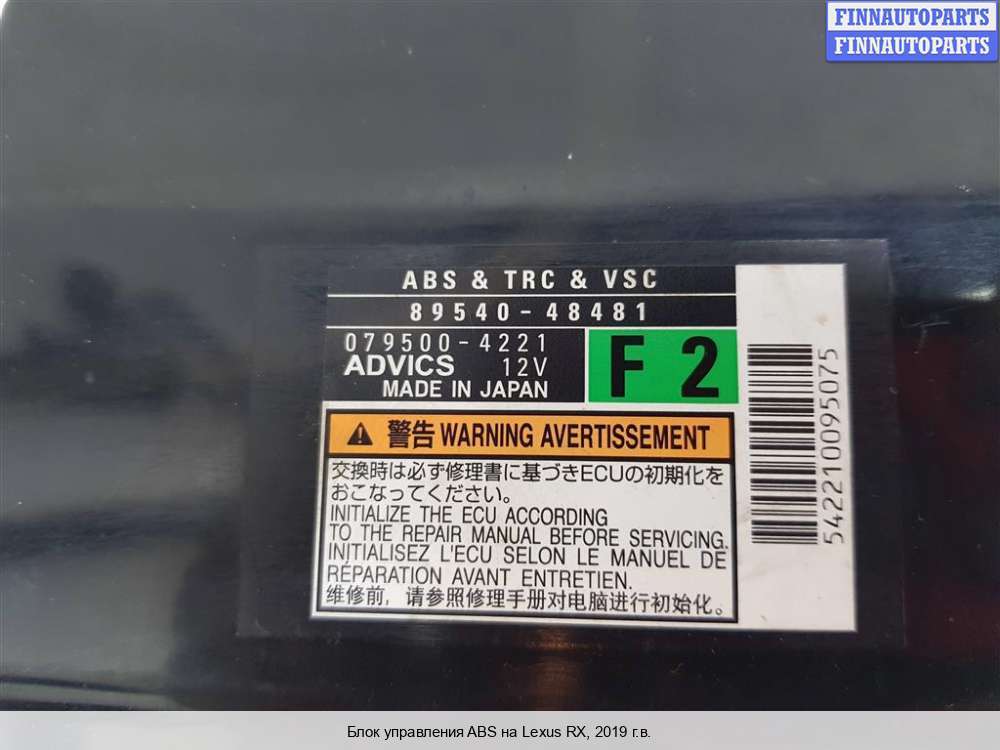 FINNAUTOPARTS
FINNAUTOPARTS
ABS & TRC & VSC
89540-48481
079500-4221
ADVICS 12V
MADE IN JAPAN
F2
警告 WARNING AVERTISSEMENT
交換時は必ず修理書に基づきECUの初期化を
おこなってください。
INITIALIZE THE ECU ACCORDING
TO THE REPAIR MANUAL BEFORE SERVICING.
INITIALISEZ L'ECU SELON LE MANUEL DE
RÉPARATION AVANT ENTRETIEN.
维修前，请参照修理手册对电脑进行初始化。
542210095075
Блок управления ABS на Lexus RX, 2019 г.в.